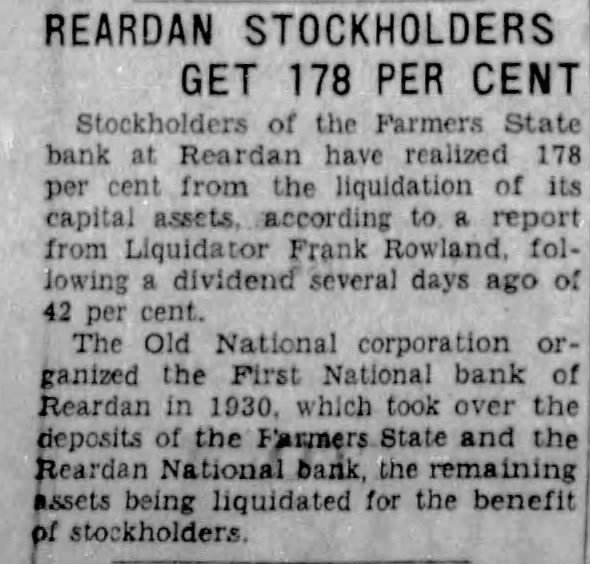 REARDAN STOCKHOLDERS
GET 178 PER CENT
Stockholders of the Farmers State
bank at Reardan have realized 178
per cent from the liquidation of its
capital assets, according to a report
from Liquidator Frank Rowland, fol-
lowing a dividend several days ago of
42 per cent.
The Old National corporation or-
ganized the First National bank of
Reardan in 1930, which took over the
deposits of the Farmers State and the
Reardan National bank, the remaining
assets being liquidated for the benefit
of stockholders.